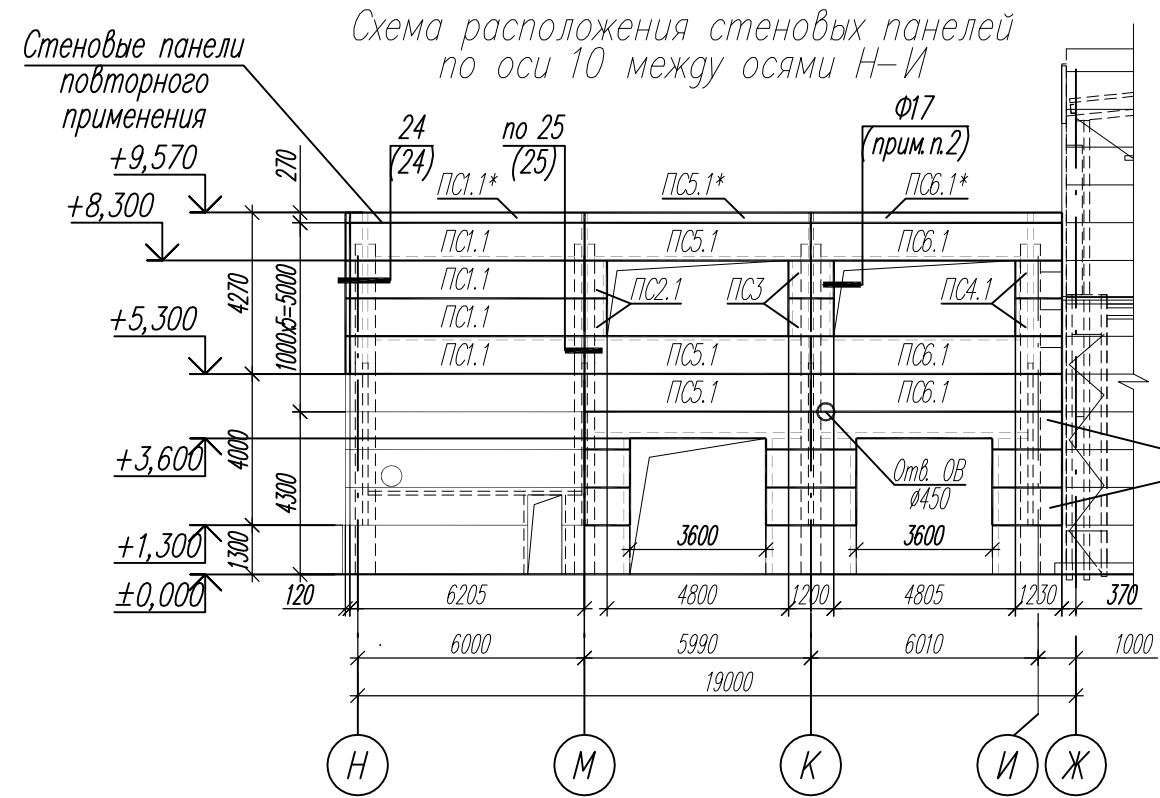 Схема расположения стеновых панелей
по оси 10 между осями Н-И
Стеновые панели
повторного
применения
24
(24)
по 25
(25)
Ф17
(прим.п.2)
+9,570
+8,300
+5,300
+3,600
+1,300
±0,000
270
4270
1000х5=5000
4000
4300
1300
ПС1.1*
ПС5.1*
ПС6.1*
ПС1.1
ПС5.1
ПС6.1
ПС1.1
ПС2.1
ПС3
ПС4.1
ПС1.1
ПС1.1
ПС5.1
ПС6.1
ПС5.1
ПС6.1
Отв. ОВ
ø450
3600
3600
120
6205
4800
1200
4805
1230
370
6000
5990
6010
1000
19000
Н
М
К
И
Ж